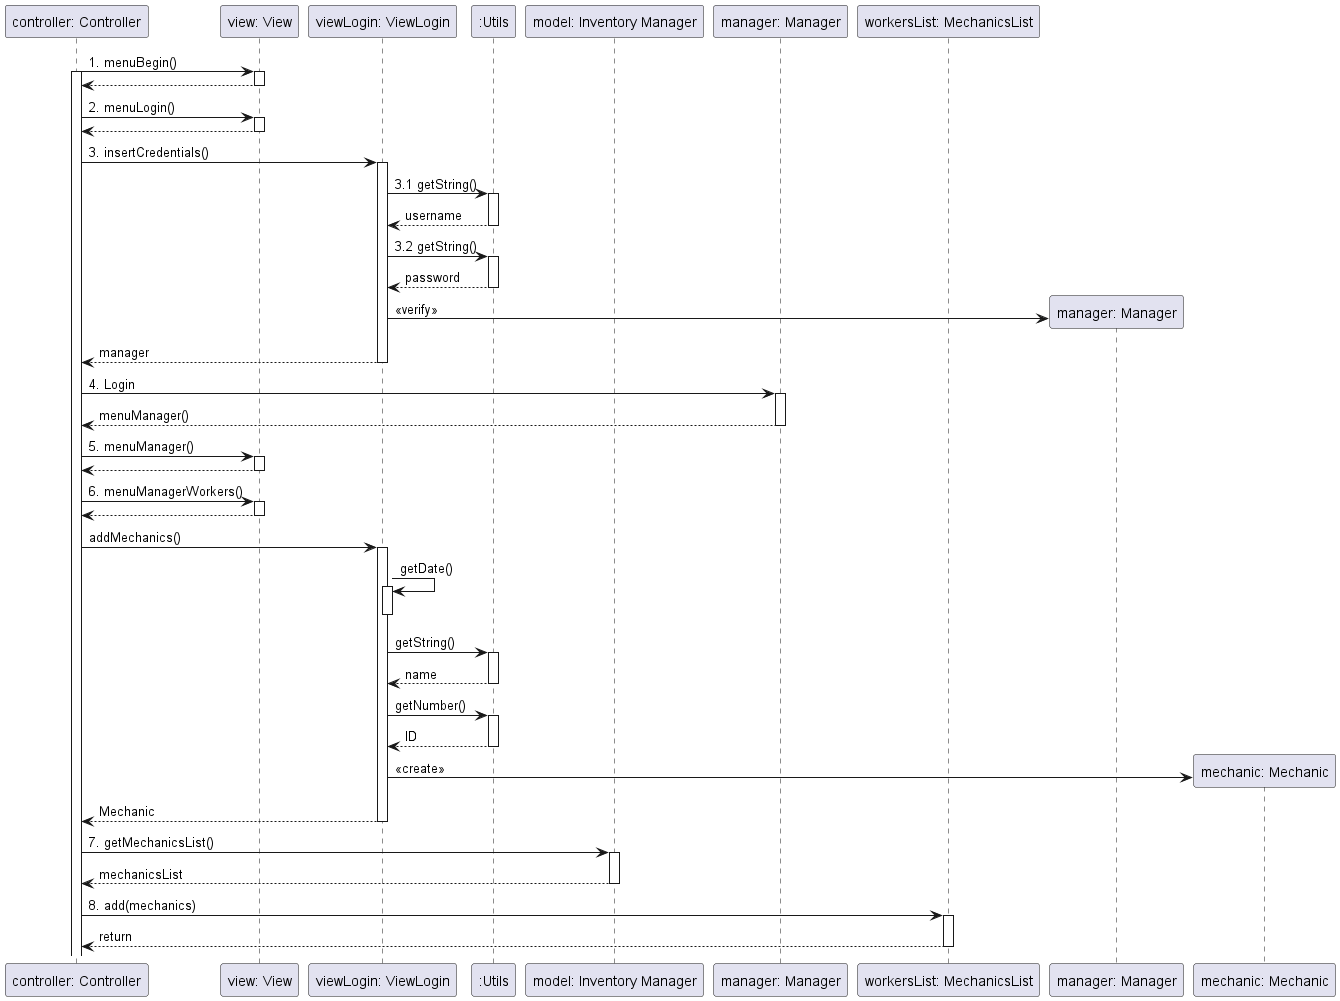 controller: Controller
view: View
viewLogin: ViewLogin
:Utils
model: Inventory Manager
manager: Manager
workersList: MechanicsList
1. menuBegin()
2. menuLogin()
3. insertCredentials()
3.1 getString()
username
3.2 getString()
password
«verify»
manager: Manager
manager
4. Login
menuManager()
5. menuManager()
6. menuManagerWorkers()
addMechanics()
getDate()
getString()
name
getNumber()
ID
«create»
mechanic: Mechanic
Mechanic
7. getMechanicsList()
mechanicsList
8. add(mechanics)
return
controller: Controller
view: View
viewLogin: ViewLogin
:Utils
model: Inventory Manager
manager: Manager
workersList: MechanicsList
manager: Manager
mechanic: Mechanic